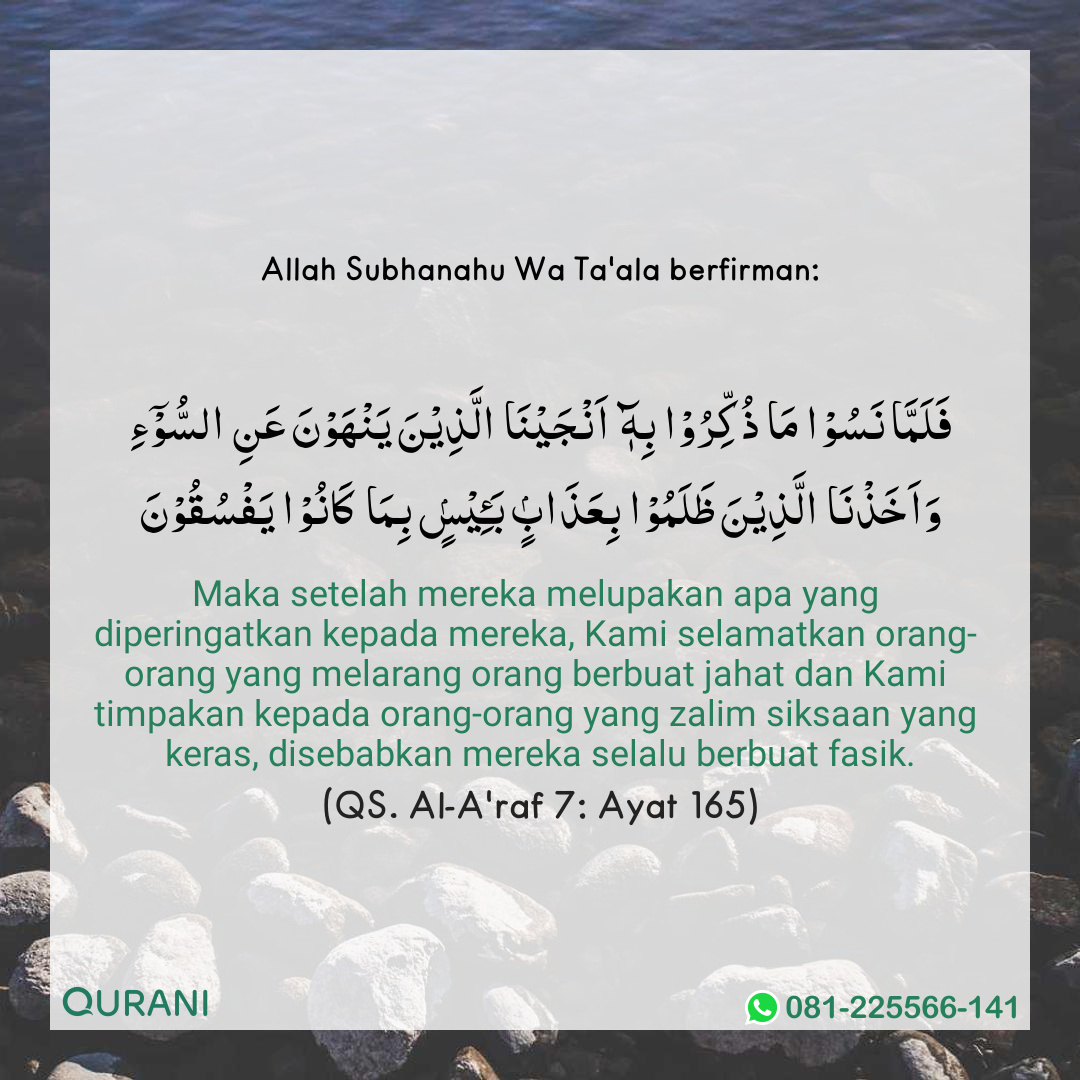 Allah Subhanahu Wa Ta'ala berfirman:
فَلَمَّا نَسُوْا مَا ذُكِّرُوْا بِهٖٓ اَنْجَيْنَا الَّذِيْنَ يَنْهَوْنَ عَنِ السُّوْۤءِ
وَاَخَذْنَا الَّذِيْنَ ظَلَمُوْا بِعَذَابٍۢ بَـِٔيْسٍۢ بِمَا كَانُوْا يَفْسُقُوْنَ
Maka setelah mereka melupakan apa yang
diperingatkan kepada mereka, Kami selamatkan orang-
orang yang melarang orang berbuat jahat dan Kami
timpakan kepada orang-orang yang zalim siksaan yang
keras, disebabkan mereka selalu berbuat fasik.
(QS. Al-A'raf 7: Ayat 165)
QURANI
081-225566-141